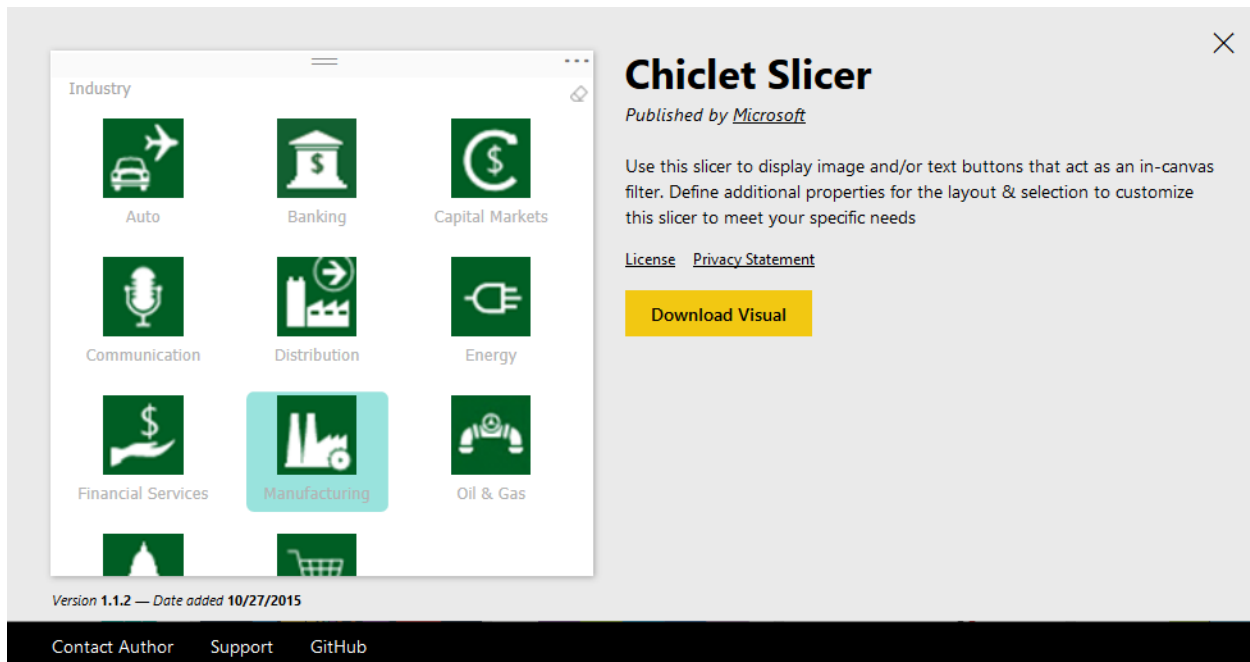 Industry
Auto
Banking
Capital Markets
Communication
Distribution
Energy
Financial Services
Manufacturing
Oil & Gas
Version 1.1.2 — Date added 10/27/2015
Chiclet Slicer
Published by Microsoft
Use this slicer to display image and/or text buttons that act as an in-canvas
filter. Define additional properties for the layout & selection to customize
this slicer to meet your specific needs
License Privacy Statement
Download Visual
Contact Author Support GitHub